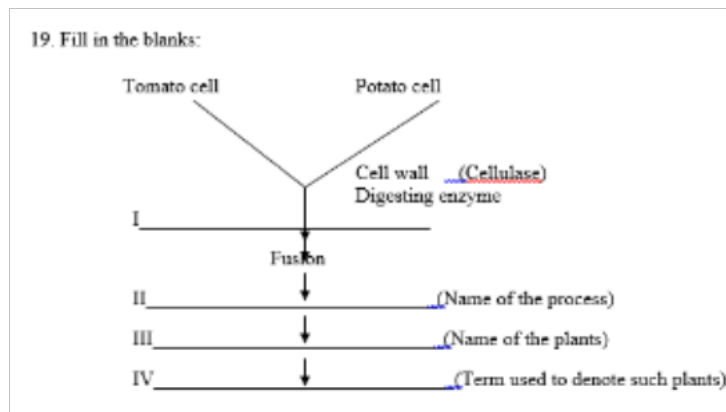 19. Fill in the blanks:
Tomato cell Potato cell
Cell wall (Cellulase)
Digesting enzyme
I
Fusion
II (Name of the process)
III (Name of the plants)
IV (Term used to denote such plants)